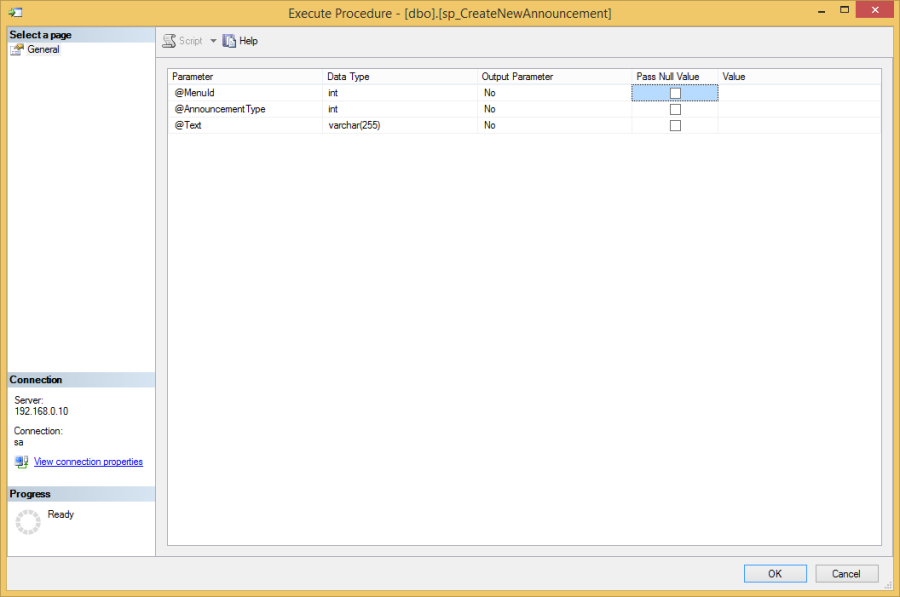 Execute Procedure - [dbo].[sp_CreateNewAnnouncement]
Select a page
General
Script Help
Parameter Data Type Output Parameter Pass Null Value Value
@MenuId int No
@AnnouncementType int No
@Text varchar(255) No
Connection
Server:
192.168.0.10
Connection:
sa
View connection properties
Progress
Ready
OK Cancel